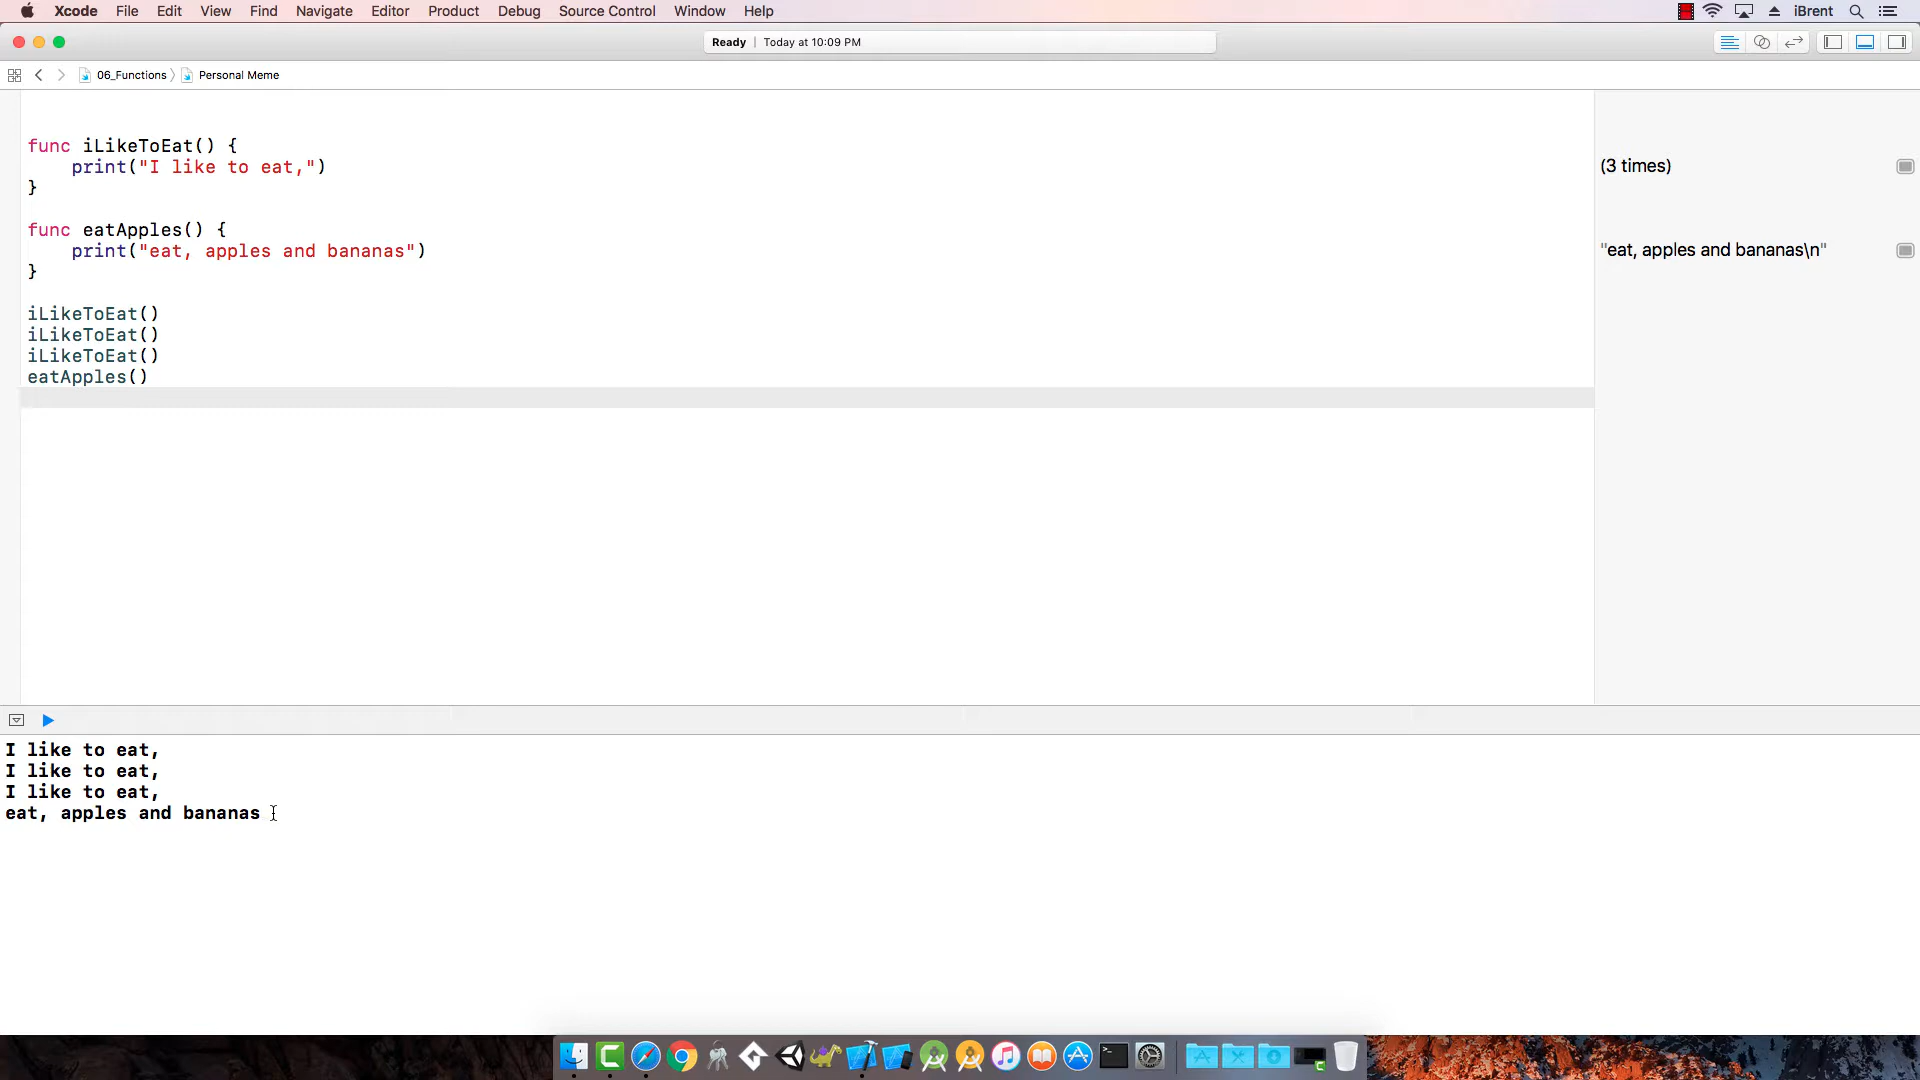 Xcode File Edit View Find Navigate Editor Product Debug Source Control Window Help iBrent
Ready | Today at 10:09 PM
06_Functions Personal Meme
func iLikeToEat() {
    print("I like to eat,")
}
func eatApples() {
    print("eat, apples and bananas")
}
iLikeToEat()
iLikeToEat()
iLikeToEat()
eatApples()
(3 times)
"eat, apples and bananas\n"
I like to eat,
I like to eat,
I like to eat,
eat, apples and bananas